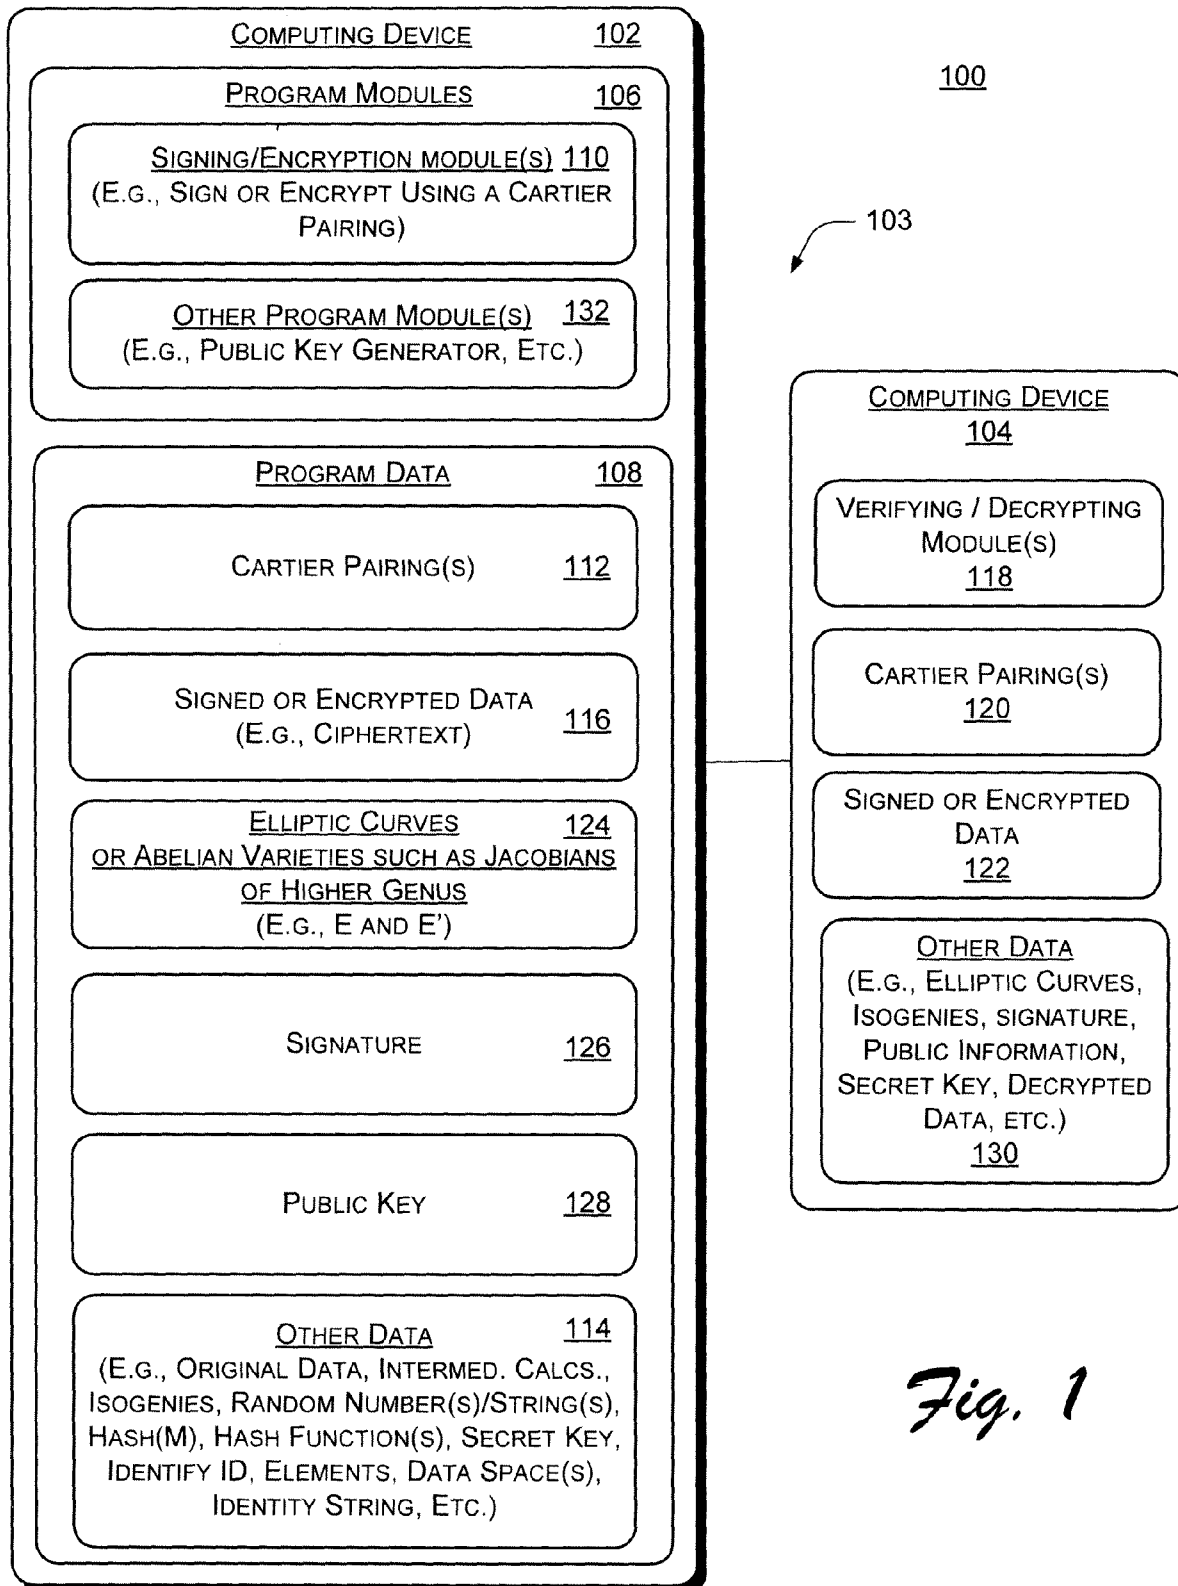 COMPUTING DEVICE 102
PROGRAM MODULES 106
SIGNING/ENCRYPTION MODULE(S) 110
(E.G., SIGN OR ENCRYPT USING A CARTIER
PAIRING)
OTHER PROGRAM MODULE(S) 132
(E.G., PUBLIC KEY GENERATOR, ETC.)
PROGRAM DATA 108
CARTIER PAIRING(S) 112
SIGNED OR ENCRYPTED DATA
(E.G., CIPHERTEXT) 116
ELLIPTIC CURVES 124
OR ABELIAN VARIETIES SUCH AS JACOBIANS
OF HIGHER GENUS
(E.G., E AND E')
SIGNATURE 126
PUBLIC KEY 128
OTHER DATA 114
(E.G., ORIGINAL DATA, INTERMED. CALCS.,
ISOGENIES, RANDOM NUMBER(S)/STRING(S),
HASH(M), HASH FUNCTION(S), SECRET KEY,
IDENTIFY ID, ELEMENTS, DATA SPACE(S),
IDENTITY STRING, ETC.)
100
103
COMPUTING DEVICE
104
VERIFYING / DECRYPTING
MODULE(S)
118
CARTIER PAIRING(S)
120
SIGNED OR ENCRYPTED
DATA
122
OTHER DATA
(E.G., ELLIPTIC CURVES,
ISOGENIES, SIGNATURE,
PUBLIC INFORMATION,
SECRET KEY, DECRYPTED
DATA, ETC.)
130
Fig. 1